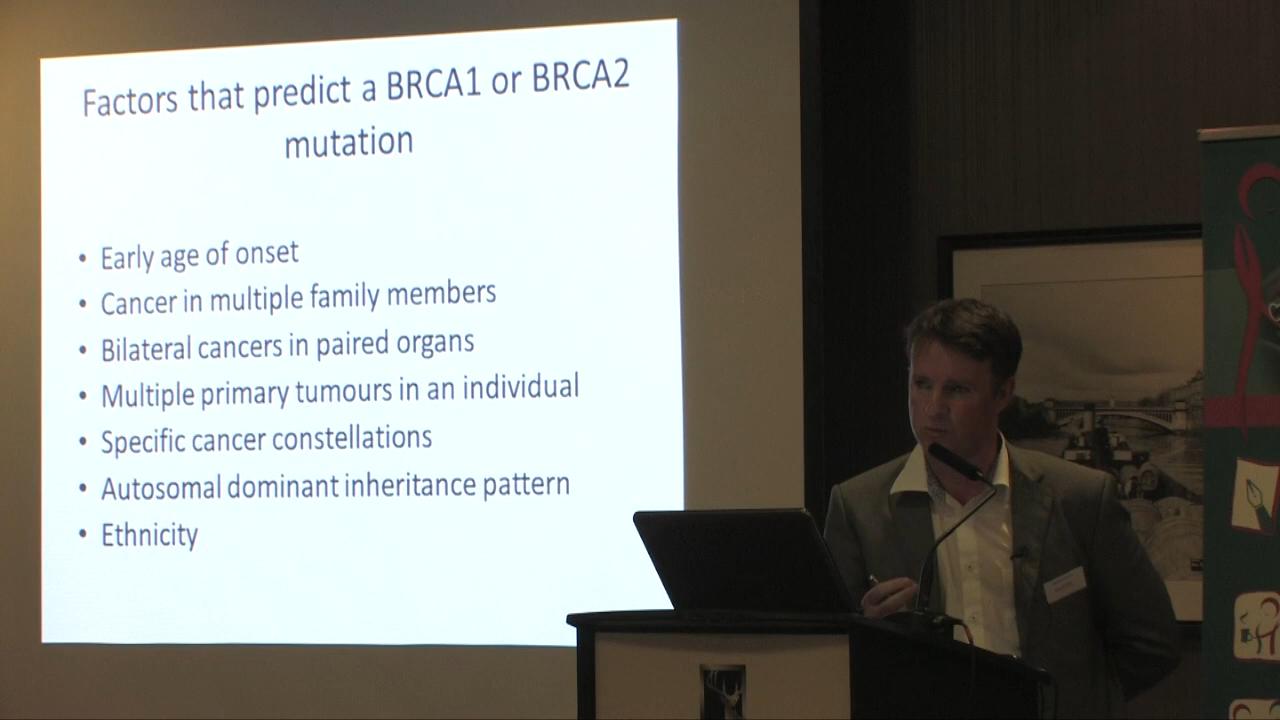 Factors that predict a BRCA1 or BRCA2
mutation
• Early age of onset
• Cancer in multiple family members
• Bilateral cancers in paired organs
• Multiple primary tumours in an individual
• Specific cancer constellations
• Autosomal dominant inheritance pattern
• Ethnicity